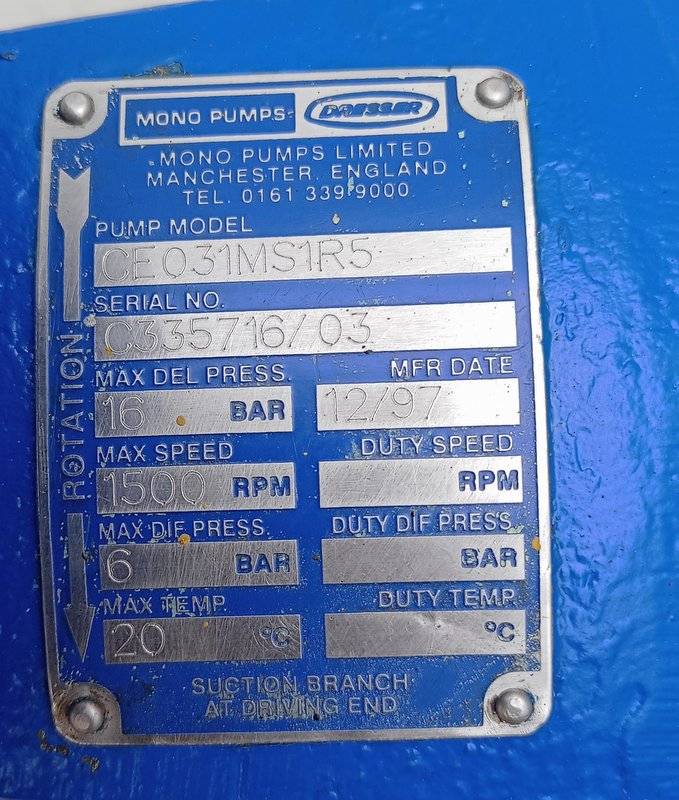 MONO PUMPS DRESSER
MONO PUMPS LIMITED
MANCHESTER, ENGLAND
TEL. 0161 339 9000
PUMP MODEL
CE031MS1R5
SERIAL NO.
C335716/03
MAX DEL PRESS. MFR DATE
16 BAR 12/97
MAX SPEED DUTY SPEED
1500 RPM RPM
MAX DIF PRESS. DUTY DIF PRESS
6 BAR BAR
MAX TEMP DUTY TEMP.
20 °C °C
ROTATION
SUCTION BRANCH
AT DRIVING END